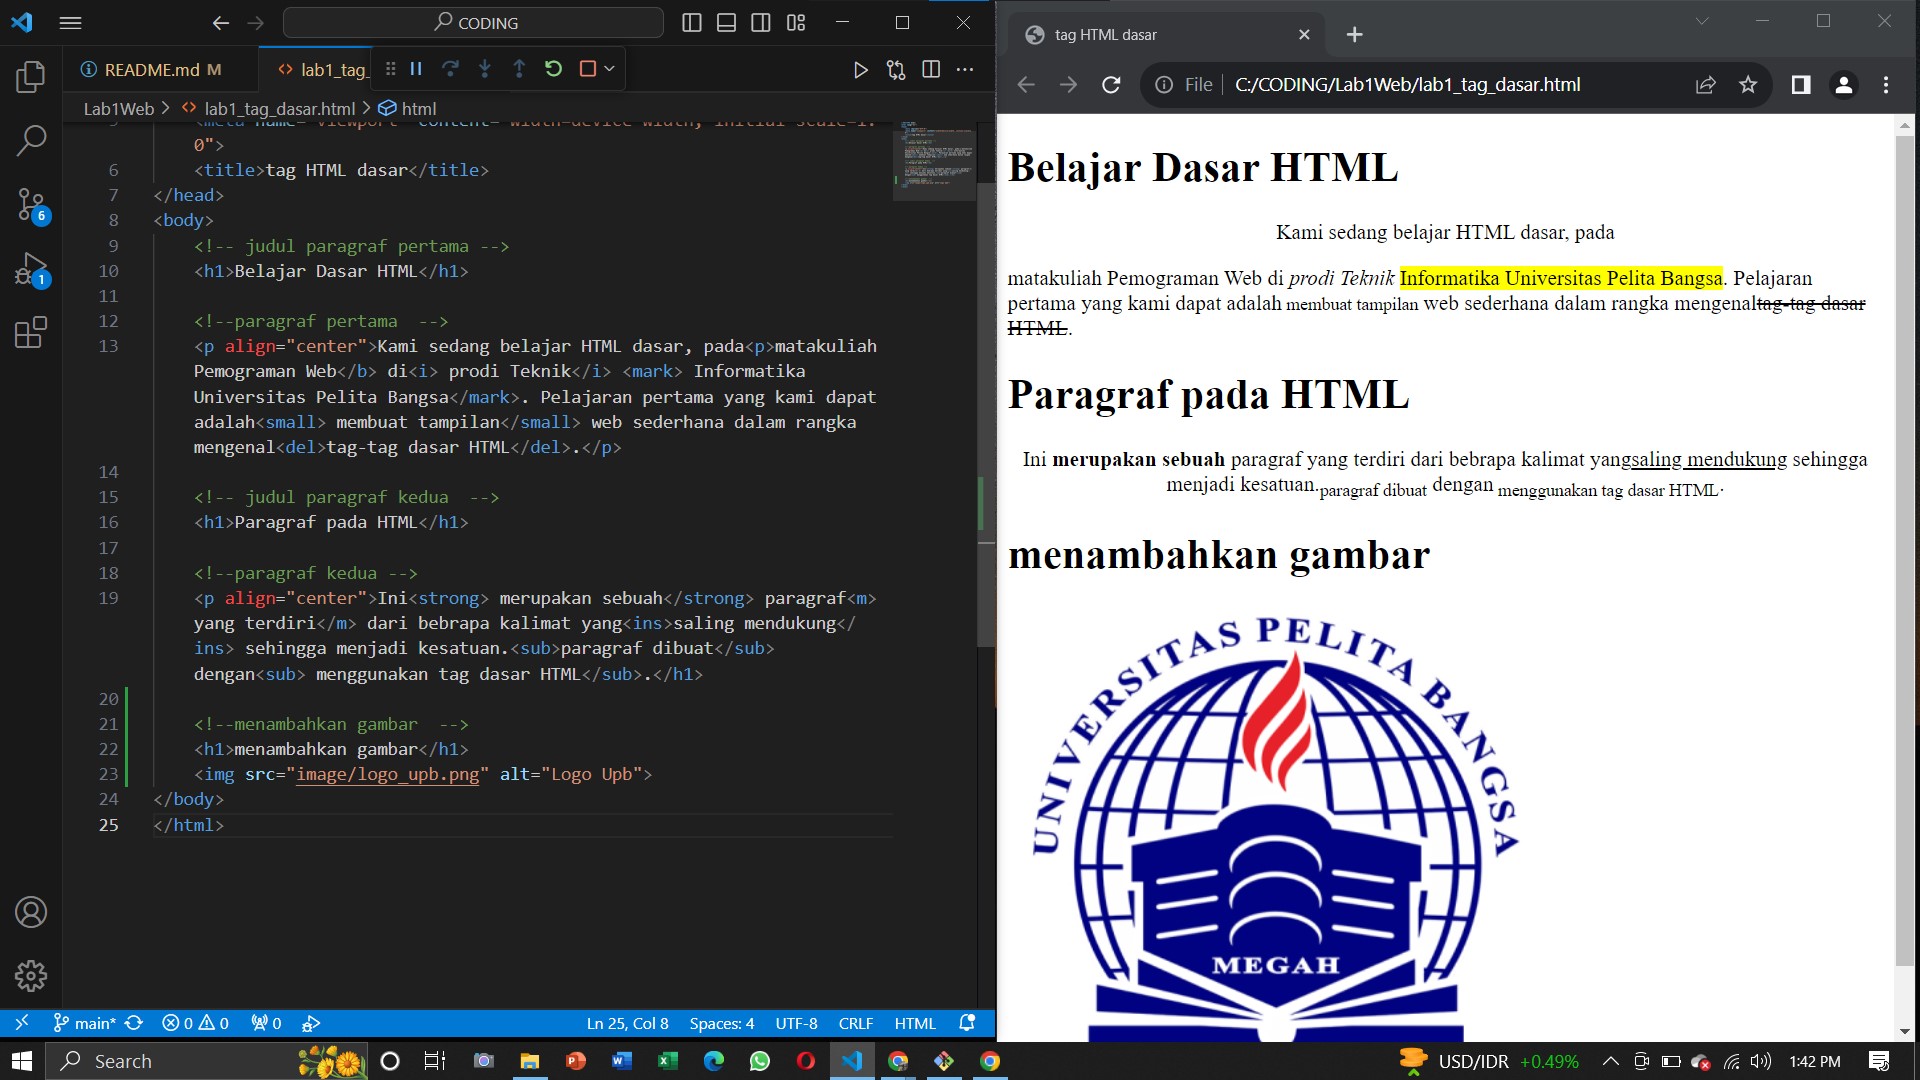 CODING
README.md M
lab1_tag_
Lab1Web > lab1_tag_dasar.html > html
0">
6 <title>tag HTML dasar</title>
7 </head>
8 <body>
9 <!-- judul paragraf pertama -->
10 <h1>Belajar Dasar HTML</h1>
11
12 <!--paragraf pertama  -->
13 <p align="center">Kami sedang belajar HTML dasar, pada<p>matakuliah
Pemograman Web</b> di<i> prodi Teknik</i> <mark> Informatika
Universitas Pelita Bangsa</mark>. Pelajaran pertama yang kami dapat
adalah<small> membuat tampilan</small> web sederhana dalam rangka
mengenal<del>tag-tag dasar HTML</del>.</p>
14
15 <!-- judul paragraf kedua  -->
16 <h1>Paragraf pada HTML</h1>
17
18 <!--paragraf kedua -->
19 <p align="center">Ini<strong> merupakan sebuah</strong> paragraf<m>
yang terdiri</m> dari bebrapa kalimat yang<ins>saling mendukung</
ins> sehingga menjadi kesatuan.<sub>paragraf dibuat</sub>
dengan<sub> menggunakan tag dasar HTML</sub>.</h1>
20
21 <!--menambahkan gambar  -->
22 <h1>menambahkan gambar</h1>
23 <img src="image/logo_upb.png" alt="Logo Upb">
24 </body>
25 </html>
6
1
main* 0 0 0 Ln 25, Col 8 Spaces: 4 UTF-8 CRLF HTML
tag HTML dasar
File C:/CODING/Lab1Web/lab1_tag_dasar.html
Belajar Dasar HTML
Kami sedang belajar HTML dasar, pada
matakuliah Pemograman Web di prodi Teknik Informatika Universitas Pelita Bangsa. Pelajaran
pertama yang kami dapat adalah membuat tampilan web sederhana dalam rangka mengenaltag-tag dasar
HTML.
Paragraf pada HTML
Ini merupakan sebuah paragraf yang terdiri dari bebrapa kalimat yangsaling mendukung sehingga
menjadi kesatuan.paragraf dibuat dengan menggunakan tag dasar HTML.
menambahkan gambar
UNIVERSITAS PELITA BANGSA
MEGAH
Search
USD/IDR +0.49%
1:42 PM